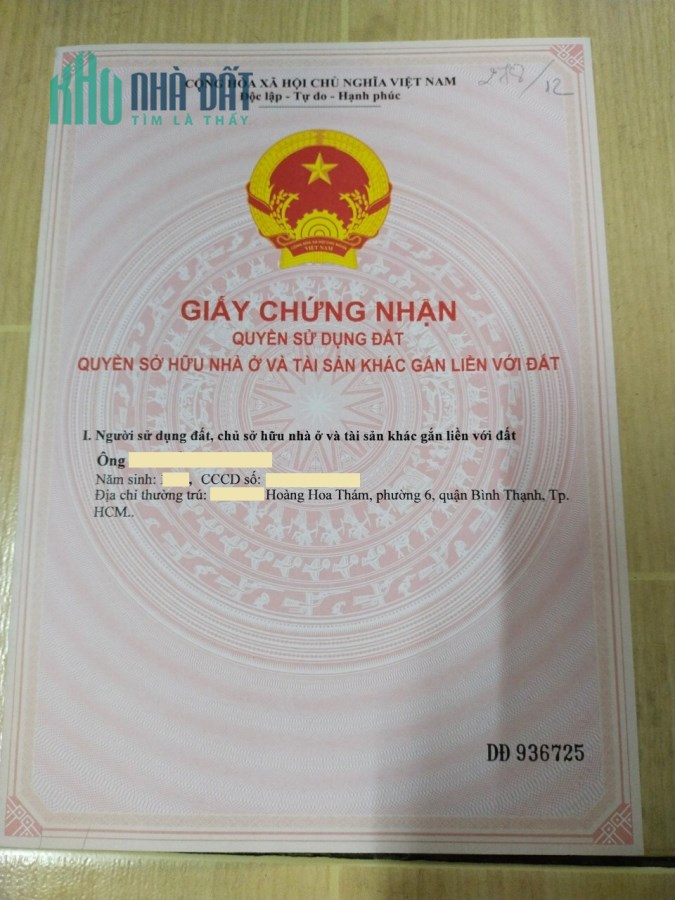 KHO NHÀ ĐẤT
TÌM LÀ THẤY
CỘNG HÒA XÃ HỘI CHỦ NGHĨA VIỆT NAM
Độc lập - Tự do - Hạnh phúc
288/12
VIỆT NAM
GIẤY CHỨNG NHẬN
QUYỀN SỬ DỤNG ĐẤT
QUYỀN SỞ HỮU NHÀ Ở VÀ TÀI SẢN KHÁC GẮN LIỀN VỚI ĐẤT
I. Người sử dụng đất, chủ sở hữu nhà ở và tài sản khác gắn liền với đất
Ông
Năm sinh: , CCCD số:
Địa chỉ thường trú: Hoàng Hoa Thám, phường 6, quận Bình Thạnh, Tp.
HCM..
DĐ 936725